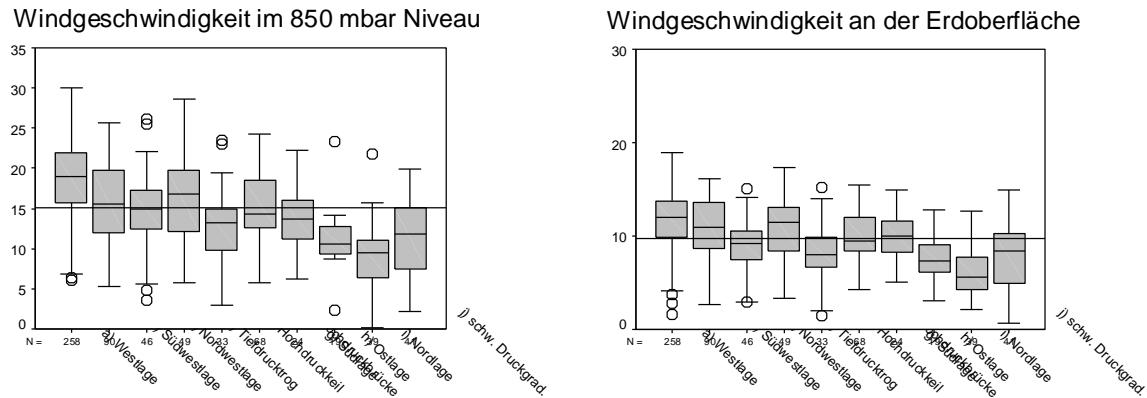 Windgeschwindigkeit im 850 mbar Niveau
35
30
25
20
15
10
5
0
N =
258
46
33
68
a) Westlage
Südwestlage
Nordwestlage
Tiefdrucktrog
Hochdruckkeil
h) Ostlage
i) Nordlage
j) schw. Druckgrad.
Windgeschwindigkeit an der Erdoberfläche
30
20
10
0
N =
258
46
33
68
a) Westlage
Südwestlage
Nordwestlage
Tiefdrucktrog
Hochdruckkeil
h) Ostlage
i) Nordlage
j) schw. Druckgrad.